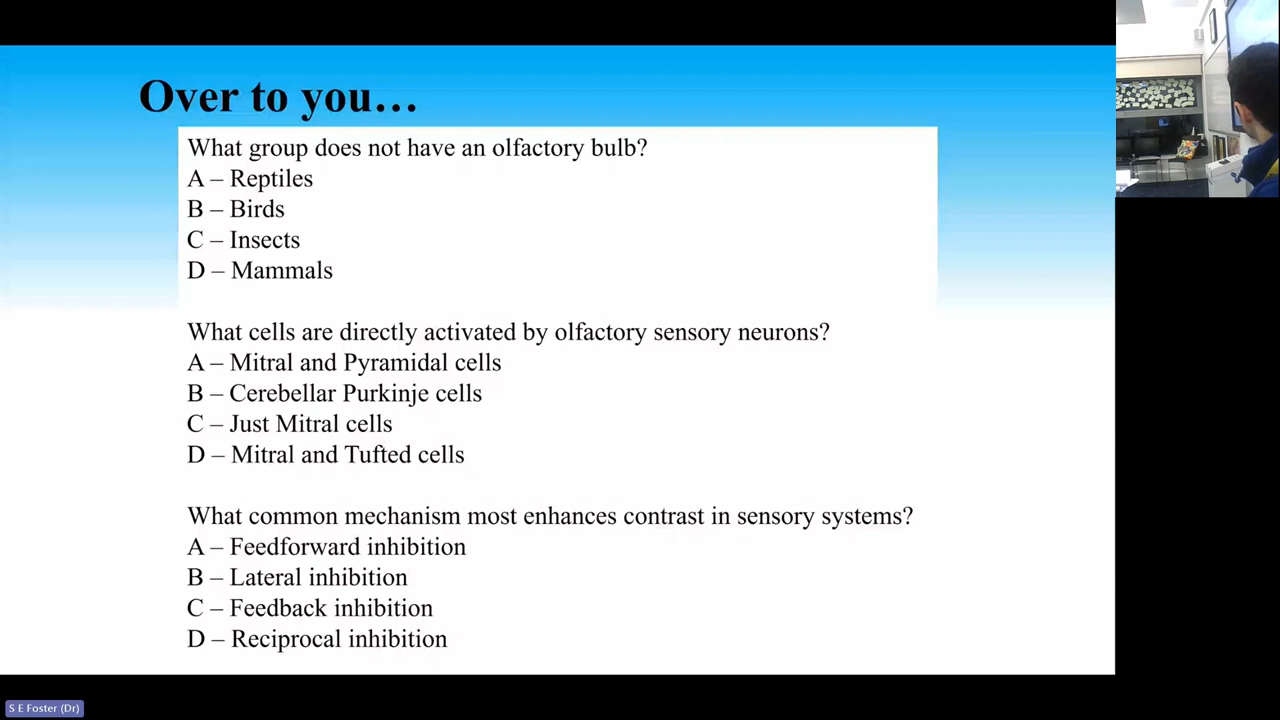 Over to you…
What group does not have an olfactory bulb?
A – Reptiles
B – Birds
C – Insects
D – Mammals
What cells are directly activated by olfactory sensory neurons?
A – Mitral and Pyramidal cells
B – Cerebellar Purkinje cells
C – Just Mitral cells
D – Mitral and Tufted cells
What common mechanism most enhances contrast in sensory systems?
A – Feedforward inhibition
B – Lateral inhibition
C – Feedback inhibition
D – Reciprocal inhibition
S E Foster (Dr)